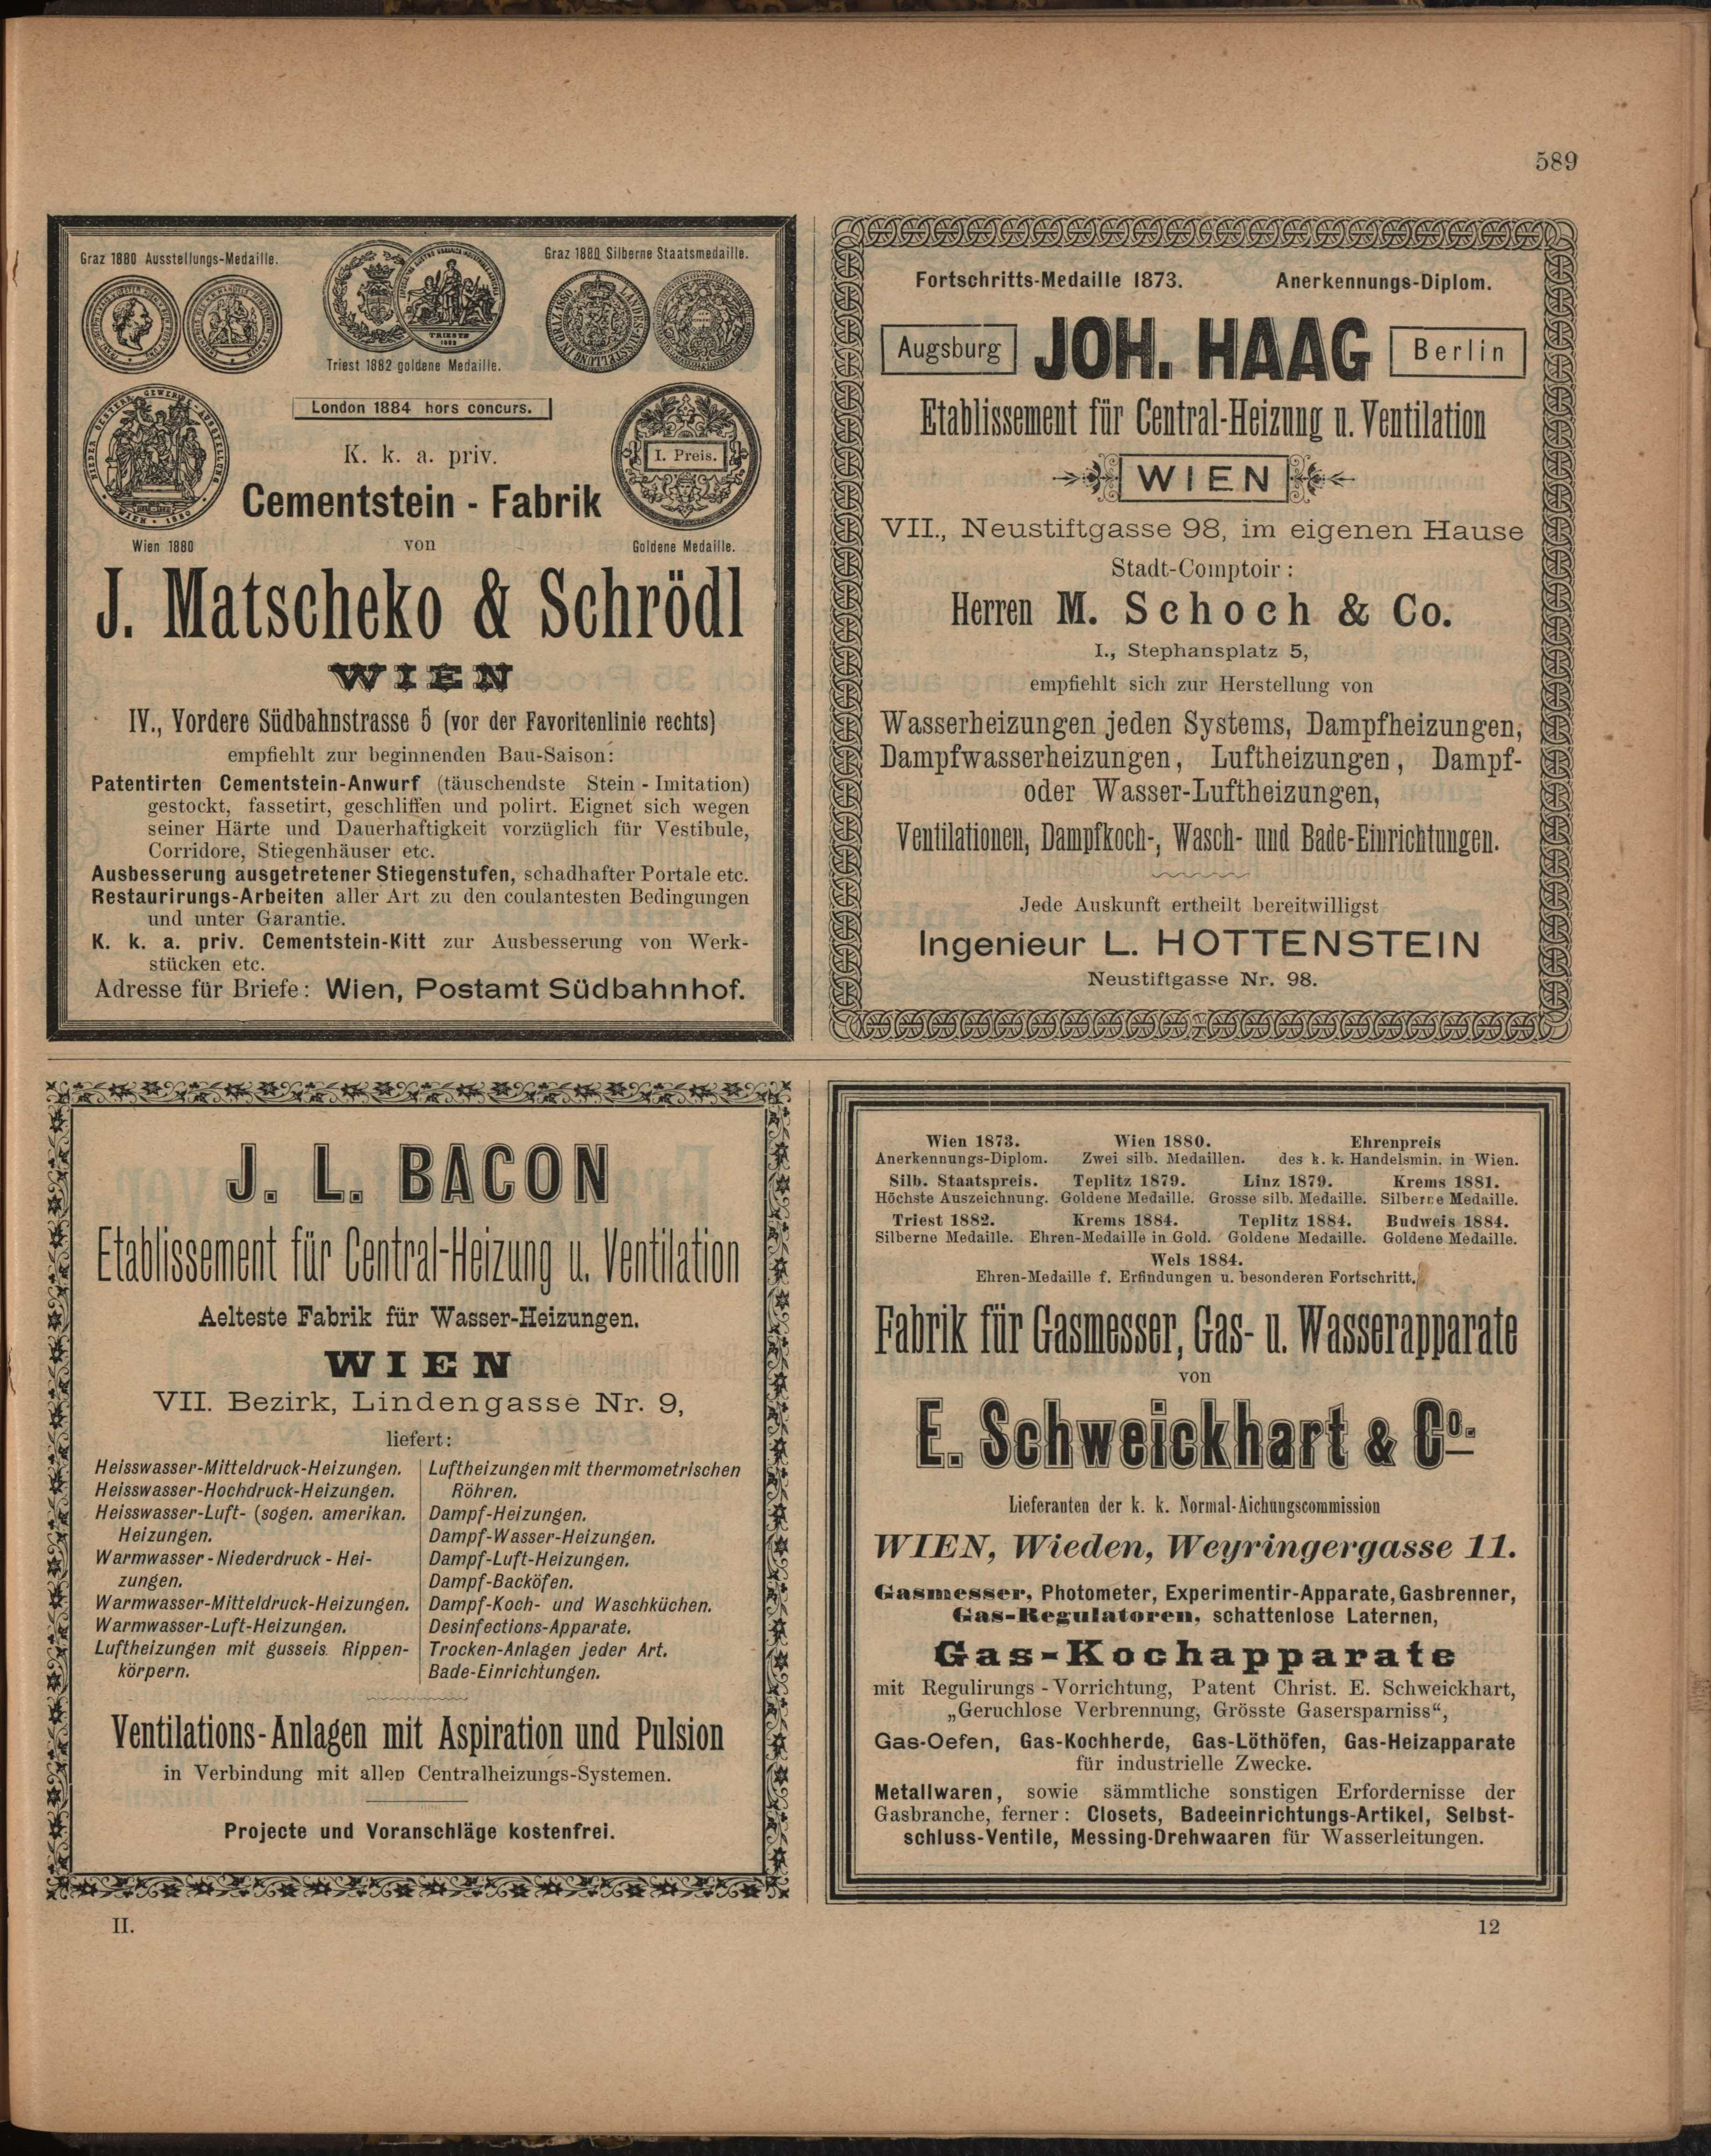 589
Graz 1880 Ausstellungs-Medaille.
Graz 1880 Silberne Staatsmedaille.
TRIESTE
1882
Triest 1882 goldene Medaille.
London 1884 hors concurs.
K. k. a. priv.
I. Preis.
Cementstein - Fabrik
Wien 1880
von
Goldene Medaille.
J. Matscheko & Schrödl
WIEN
IV., Vordere Südbahnstrasse 5 (vor der Favoritenlinie rechts)
empfiehlt zur beginnenden Bau-Saison:
Patentirten Cementstein-Anwurf (täuschendste Stein - Imitation)
gestockt, fassetirt, geschliffen und polirt. Eignet sich wegen
seiner Härte und Dauerhaftigkeit vorzüglich für Vestibule,
Corridore, Stiegenhäuser etc.
Ausbesserung ausgetretener Stiegenstufen, schadhafter Portale etc.
Restaurirungs-Arbeiten aller Art zu den coulantesten Bedingungen
und unter Garantie.
K. k. a. priv. Cementstein-Kitt zur Ausbesserung von Werk-
stücken etc.
Adresse für Briefe: Wien, Postamt Südbahnhof.
Fortschritts-Medaille 1873. Anerkennungs-Diplom.
Augsburg JOH. HAAG Berlin
Etablissement für Central-Heizung u. Ventilation
WIEN
VII., Neustiftgasse 98, im eigenen Hause
Stadt-Comptoir:
Herren M. Schoch & Co.
I., Stephansplatz 5,
empfiehlt sich zur Herstellung von
Wasserheizungen jeden Systems, Dampfheizungen,
Dampfwasserheizungen, Luftheizungen, Dampf-
oder Wasser-Luftheizungen,
Ventilationen, Dampfkoch-, Wasch- und Bade-Einrichtungen.
Jede Auskunft ertheilt bereitwilligst
Ingenieur L. HOTTENSTEIN
Neustiftgasse Nr. 98.
J. L. BACON
Etablissement für Central-Heizung u. Ventilation
Aelteste Fabrik für Wasser-Heizungen.
WIEN
VII. Bezirk, Lindengasse Nr. 9,
liefert:
Heisswasser-Mitteldruck-Heizungen.
Heisswasser-Hochdruck-Heizungen.
Heisswasser-Luft- (sogen. amerikan.
Heizungen.
Warmwasser-Niederdruck-Hei-
zungen.
Warmwasser-Mitteldruck-Heizungen.
Warmwasser-Luft-Heizungen.
Luftheizungen mit gusseis. Rippen-
körpern.
Luftheizungen mit thermometrischen
Röhren.
Dampf-Heizungen.
Dampf-Wasser-Heizungen.
Dampf-Luft-Heizungen.
Dampf-Backöfen.
Dampf-Koch- und Waschküchen.
Desinfections-Apparate.
Trocken-Anlagen jeder Art.
Bade-Einrichtungen.
Ventilations-Anlagen mit Aspiration und Pulsion
in Verbindung mit allen Centralheizungs-Systemen.
Projecte und Voranschläge kostenfrei.
Wien 1873. Wien 1880. Ehrenpreis
Anerkennungs-Diplom. Zwei silb. Medaillen. des k. k. Handelsmin. in Wien.
Silb. Staatspreis. Teplitz 1879. Linz 1879. Krems 1881.
Höchste Auszeichnung. Goldene Medaille. Grosse silb. Medaille. Silberne Medaille.
Triest 1882. Krems 1884. Teplitz 1884. Budweis 1884.
Silberne Medaille. Ehren-Medaille in Gold. Goldene Medaille. Goldene Medaille.
Wels 1884.
Ehren-Medaille f. Erfindungen u. besonderen Fortschritt.
Fabrik für Gasmesser, Gas- u. Wasserapparate
von
E. Schweickhart & Co.
Lieferanten der k. k. Normal-Aichungscommission
WIEN, Wieden, Weyringergasse 11.
Gasmesser, Photometer, Experimentir-Apparate, Gasbrenner,
Gas-Regulatoren, schattenlose Laternen,
Gas-Kochapparate
mit Regulirungs-Vorrichtung, Patent Christ. E. Schweickhart,
„Geruchlose Verbrennung, Grösste Gasersparniss“,
Gas-Oefen, Gas-Kochherde, Gas-Löthöfen, Gas-Heizapparate
für industrielle Zwecke.
Metallwaren, sowie sämmtliche sonstigen Erfordernisse der
Gasbranche, ferner: Closets, Badeeinrichtungs-Artikel, Selbst-
schluss-Ventile, Messing-Drehwaaren für Wasserleitungen.
II.
12